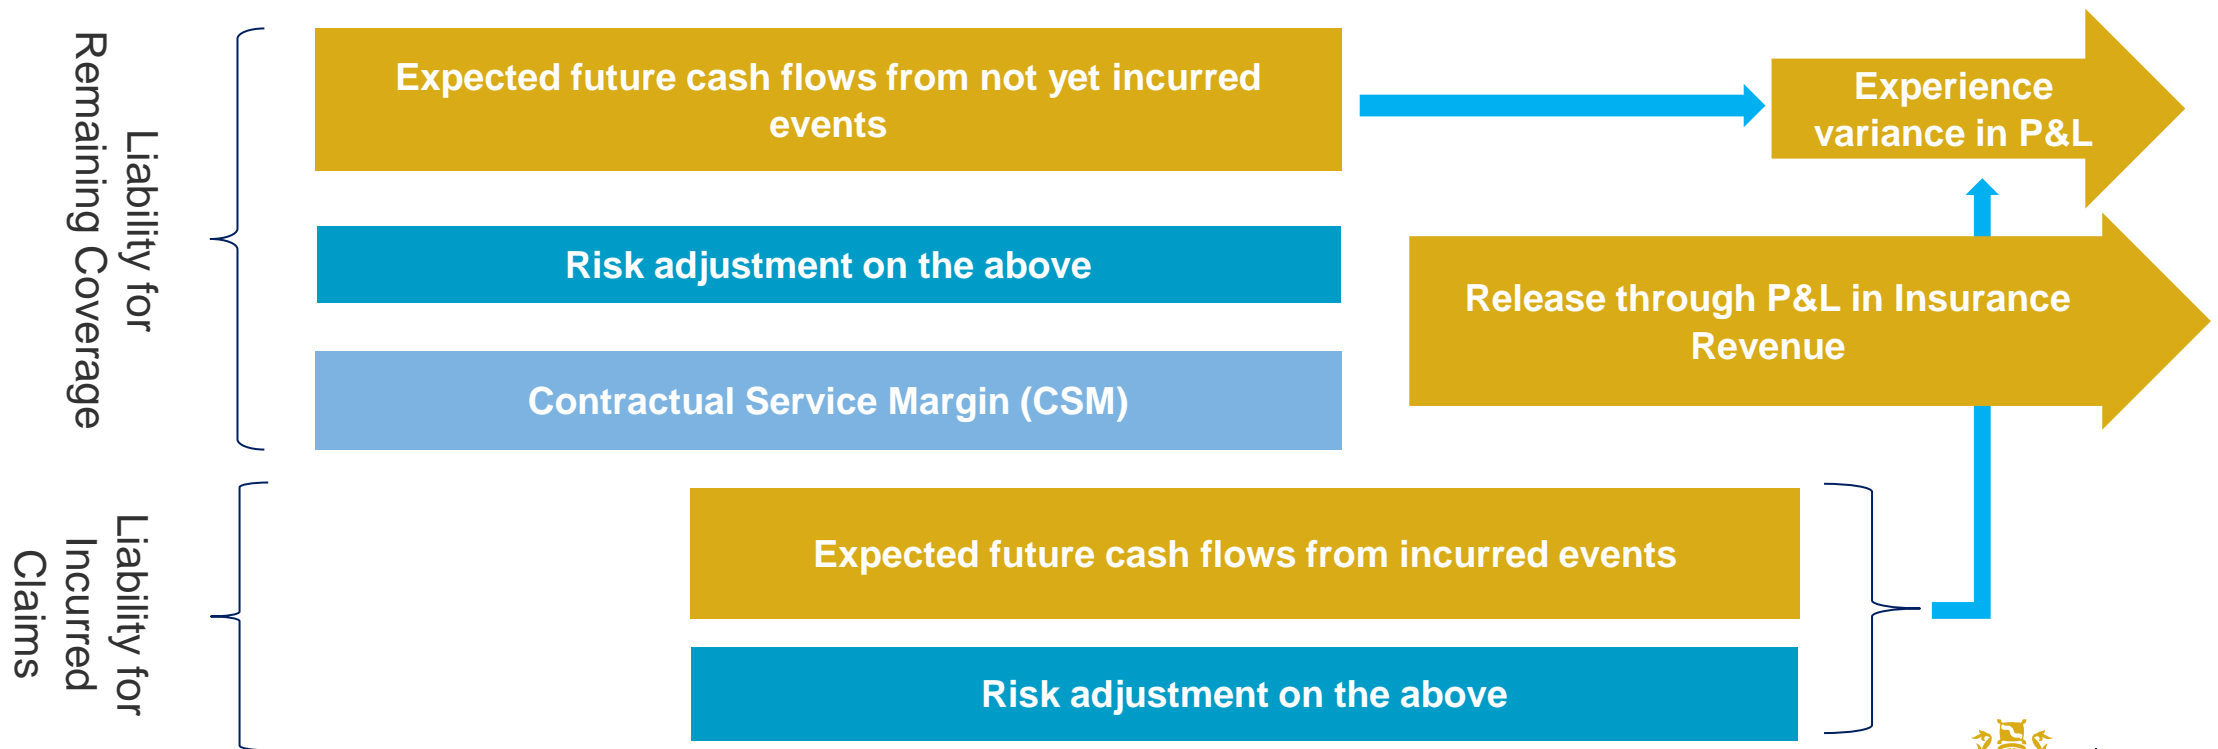 Liability for
Remaining Coverage
Expected future cash flows from not yet incurred
events
Experience
variance in P&L
Risk adjustment on the above
Release through P&L in Insurance
Revenue
Contractual Service Margin (CSM)
Liability for
Incurred
Claims
Expected future cash flows from incurred events
Risk adjustment on the above